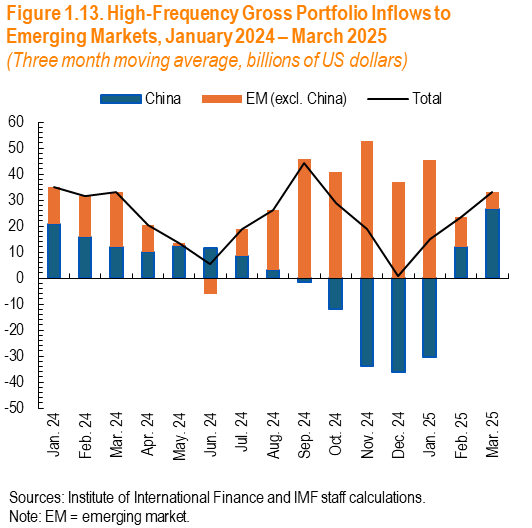 Figure 1.13. High-Frequency Gross Portfolio Inflows to
Emerging Markets, January 2024 – March 2025
(Three month moving average, billions of US dollars)
China EM (excl. China) Total
60
50
40
30
20
10
0
-10
-20
-30
-40
-50
Jan. 24
Feb. 24
Mar. 24
Apr. 24
May. 24
Jun. 24
Jul. 24
Aug. 24
Sep. 24
Oct. 24
Nov. 24
Dec. 24
Jan. 25
Feb. 25
Mar. 25
Sources: Institute of International Finance and IMF staff calculations.
Note: EM = emerging market.